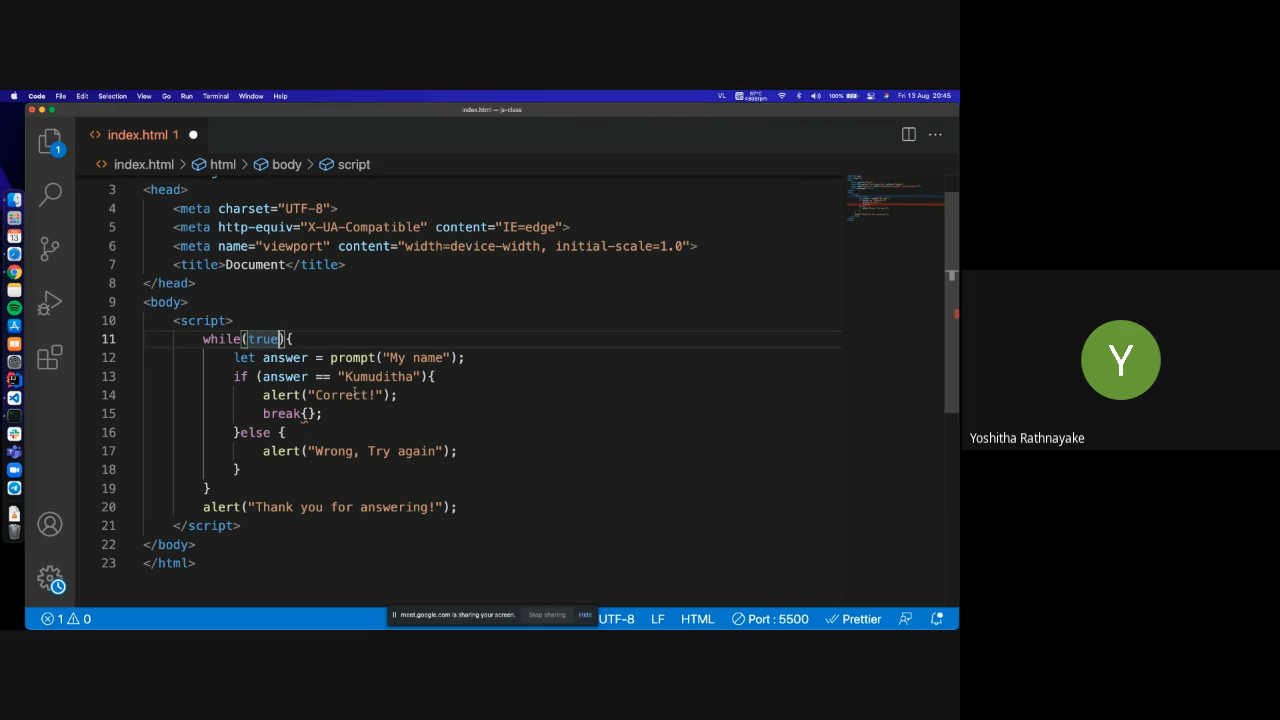 Code File Edit Selection View Go Run Terminal Window Help VL 100% Fri 13 Aug 20:45
index.html — js-class
index.html 1
index.html > html > body > script
3 <head>
4 <meta charset="UTF-8">
5 <meta http-equiv="X-UA-Compatible" content="IE=edge">
6 <meta name="viewport" content="width=device-width, initial-scale=1.0">
7 <title>Document</title>
8 </head>
9 <body>
10 <script>
11 while(true){
12 let answer = prompt("My name");
13 if (answer == "Kumuditha"){
14 alert("Correct!");
15 break{};
16 }else {
17 alert("Wrong, Try again");
18 }
19 }
20 alert("Thank you for answering!");
21 </script>
22 </body>
23 </html>
1
Y
Yoshitha Rathnayake
meet.google.com is sharing your screen. Stop sharing Hide
1 0 UTF-8 LF HTML Port : 5500 Prettier